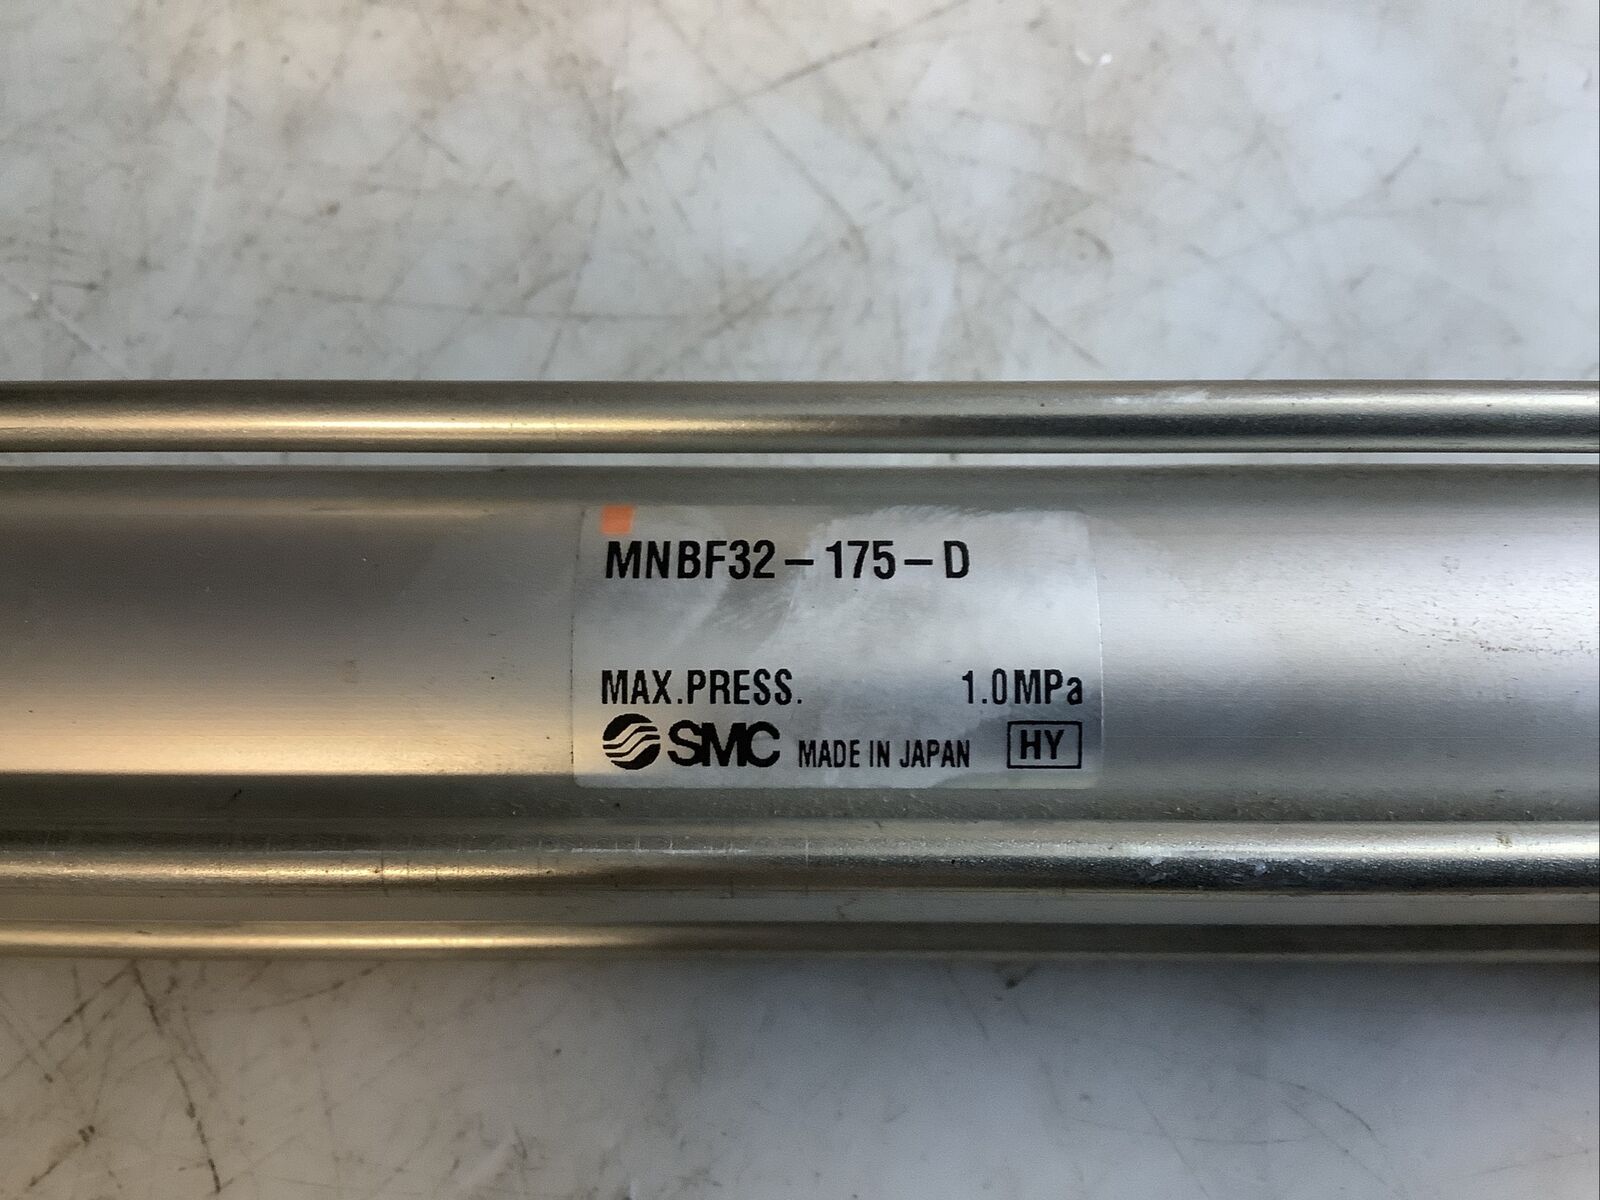 MNBF32-175-D
MAX.PRESS. 1.0MPa
SMC MADE IN JAPAN HY